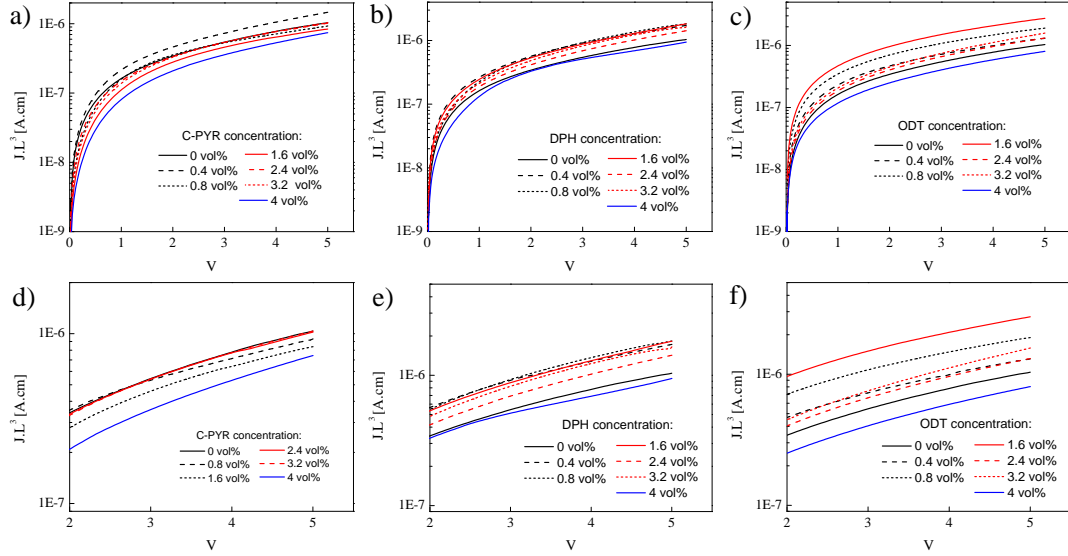 a)
J.L³ [A.cm]
1E-6
1E-7
1E-8
1E-9
C-PYR concentration:
0 vol%
0.4 vol%
0.8 vol%
1.6 vol%
2.4 vol%
3.2 vol%
4 vol%
0 1 2 3 4 5
V
b)
J.L³ [A.cm]
1E-6
1E-7
1E-8
1E-9
DPH concentration:
0 vol%
0.4 vol%
0.8 vol%
1.6 vol%
2.4 vol%
3.2 vol%
4 vol%
0 1 2 3 4 5
V
c)
J.L³ [A.cm]
1E-6
1E-7
1E-8
1E-9
ODT concentration:
0 vol%
0.4 vol%
0.8 vol%
1.6 vol%
2.4 vol%
3.2 vol%
4 vol%
0 1 2 3 4 5
V
d)
J.L³ [A.cm]
1E-6
1E-7
C-PYR concentration:
0 vol%
0.8 vol%
1.6 vol%
2.4 vol%
3.2 vol%
4 vol%
2 3 4 5
V
e)
J.L³ [A.cm]
1E-6
1E-7
DPH concentration:
0 vol%
0.4 vol%
0.8 vol%
1.6 vol%
2.4 vol%
3.2 vol%
4 vol%
2 3 4 5
V
f)
J.L³ [A.cm]
1E-6
1E-7
ODT concentration:
0 vol%
0.4 vol%
0.8 vol%
1.6 vol%
2.4 vol%
3.2 vol%
4 vol%
2 3 4 5
V